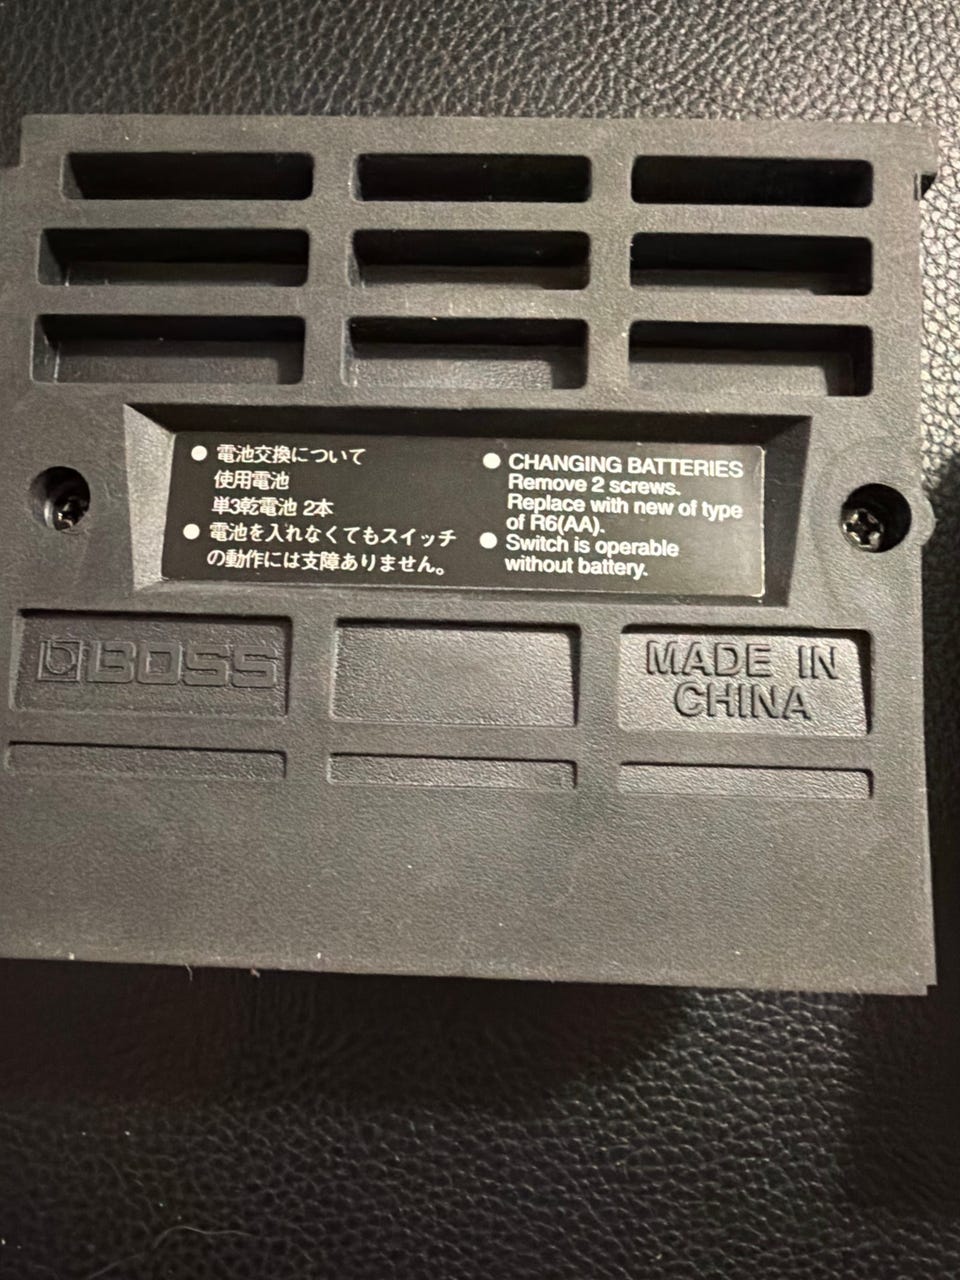 ● 電池交換について
使用電池
単3乾電池 2本
● 電池を入れなくてもスイッチ
の動作には支障ありません。
● CHANGING BATTERIES
Remove 2 screws.
Replace with new of type
of R6(AA).
● Switch is operable
without battery.
BOSS
MADE IN
CHINA